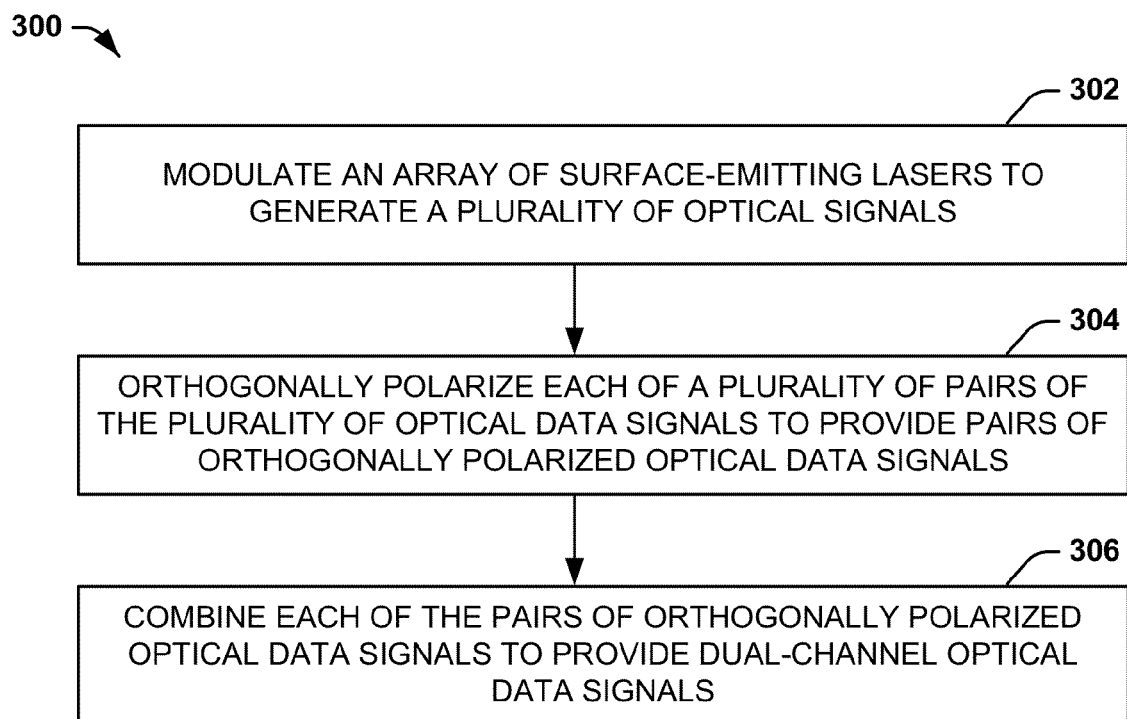 300
302
MODULATE AN ARRAY OF SURFACE-EMITTING LASERS TO
GENERATE A PLURALITY OF OPTICAL SIGNALS
304
ORTHOGONALLY POLARIZE EACH OF A PLURALITY OF PAIRS OF
THE PLURALITY OF OPTICAL DATA SIGNALS TO PROVIDE PAIRS OF
ORTHOGONALLY POLARIZED OPTICAL DATA SIGNALS
306
COMBINE EACH OF THE PAIRS OF ORTHOGONALLY POLARIZED
OPTICAL DATA SIGNALS TO PROVIDE DUAL-CHANNEL OPTICAL
DATA SIGNALS